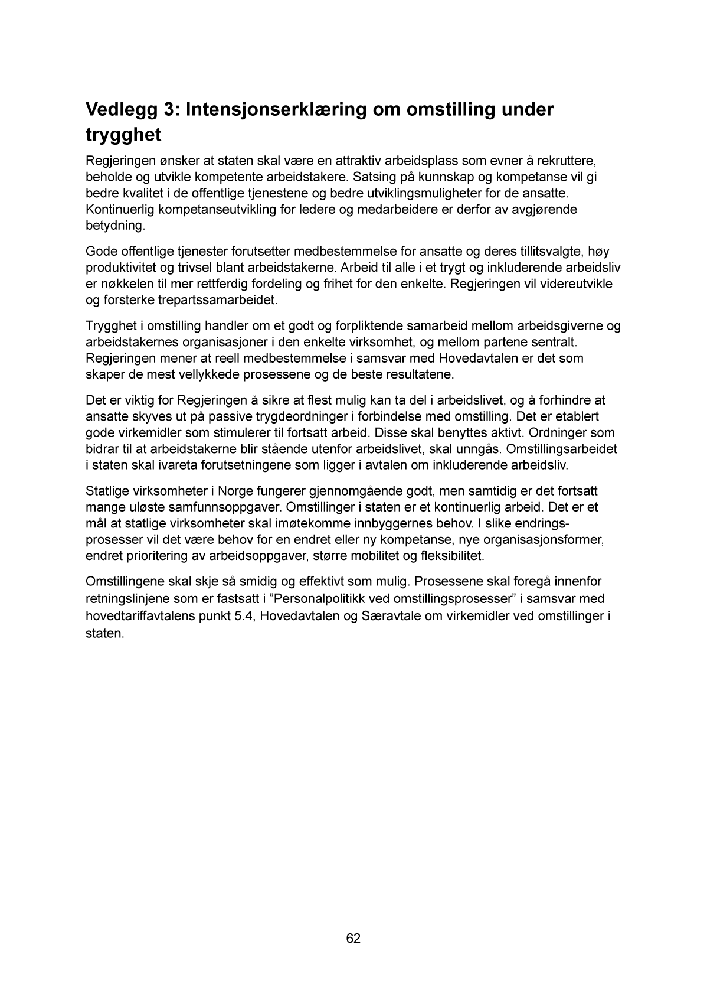 Vedlegg 3: Intensjonserklæring om omstilling under
trygghet
Regjeringen ønsker at staten skal være en attraktiv arbeidsplass som evner å rekruttere,
beholde og utvikle kompetente arbeidstakere. Satsing på kunnskap og kompetanse vil gi
bedre kvalitet i de offentlige tjenestene og bedre utviklingsmuligheter for de ansatte.
Kontinuerlig kompetanseutvikling for ledere og medarbeidere er derfor av avgjørende
betydning.
Gode offentlige tjenester forutsetter medbestemmelse for ansatte og deres tillitsvalgte, høy
produktivitet og trivsel blant arbeidstakerne. Arbeid til alle i et trygt og inkluderende arbeidsliv
er nøkkelen til mer rettferdig fordeling og frihet for den enkelte. Regjeringen vil videreutvikle
og forsterke trepartssamarbeidet.
Trygghet i omstilling handler om et godt og forpliktende samarbeid mellom arbeidsgiverne og
arbeidstakernes organisasjoner i den enkelte virksomhet, og mellom partene sentralt.
Regjeringen mener at reell medbestemmelse i samsvar med Hovedavtalen er det som
skaper de mest vellykkede prosessene og de beste resultatene.
Det er viktig for Regjeringen å sikre at flest mulig kan ta del i arbeidslivet, og å forhindre at
ansatte skyves ut på passive trygdeordninger i forbindelse med omstilling. Det er etablert
gode virkemidler som stimulerer til fortsatt arbeid. Disse skal benyttes aktivt. Ordninger som
bidrar til at arbeidstakerne blir stående utenfor arbeidslivet, skal unngås. Omstillingsarbeidet
i staten skal ivareta forutsetningene som ligger i avtalen om inkluderende arbeidsliv.
Statlige virksomheter i Norge fungerer gjennomgående godt, men samtidig er det fortsatt
mange uløste samfunnsoppgaver. Omstillinger i staten er et kontinuerlig arbeid. Det er et
mål at statlige virksomheter skal imøtekomme innbyggernes behov. I slike endrings-
prosesser vil det være behov for en endret eller ny kompetanse, nye organisasjonsformer,
endret prioritering av arbeidsoppgaver, større mobilitet og fleksibilitet.
Omstillingene skal skje så smidig og effektivt som mulig. Prosessene skal foregå innenfor
retningslinjene som er fastsatt i ”Personalpolitikk ved omstillingsprosesser” i samsvar med
hovedtariffavtalens punkt 5.4, Hovedavtalen og Særavtale om virkemidler ved omstillinger i
staten.
62